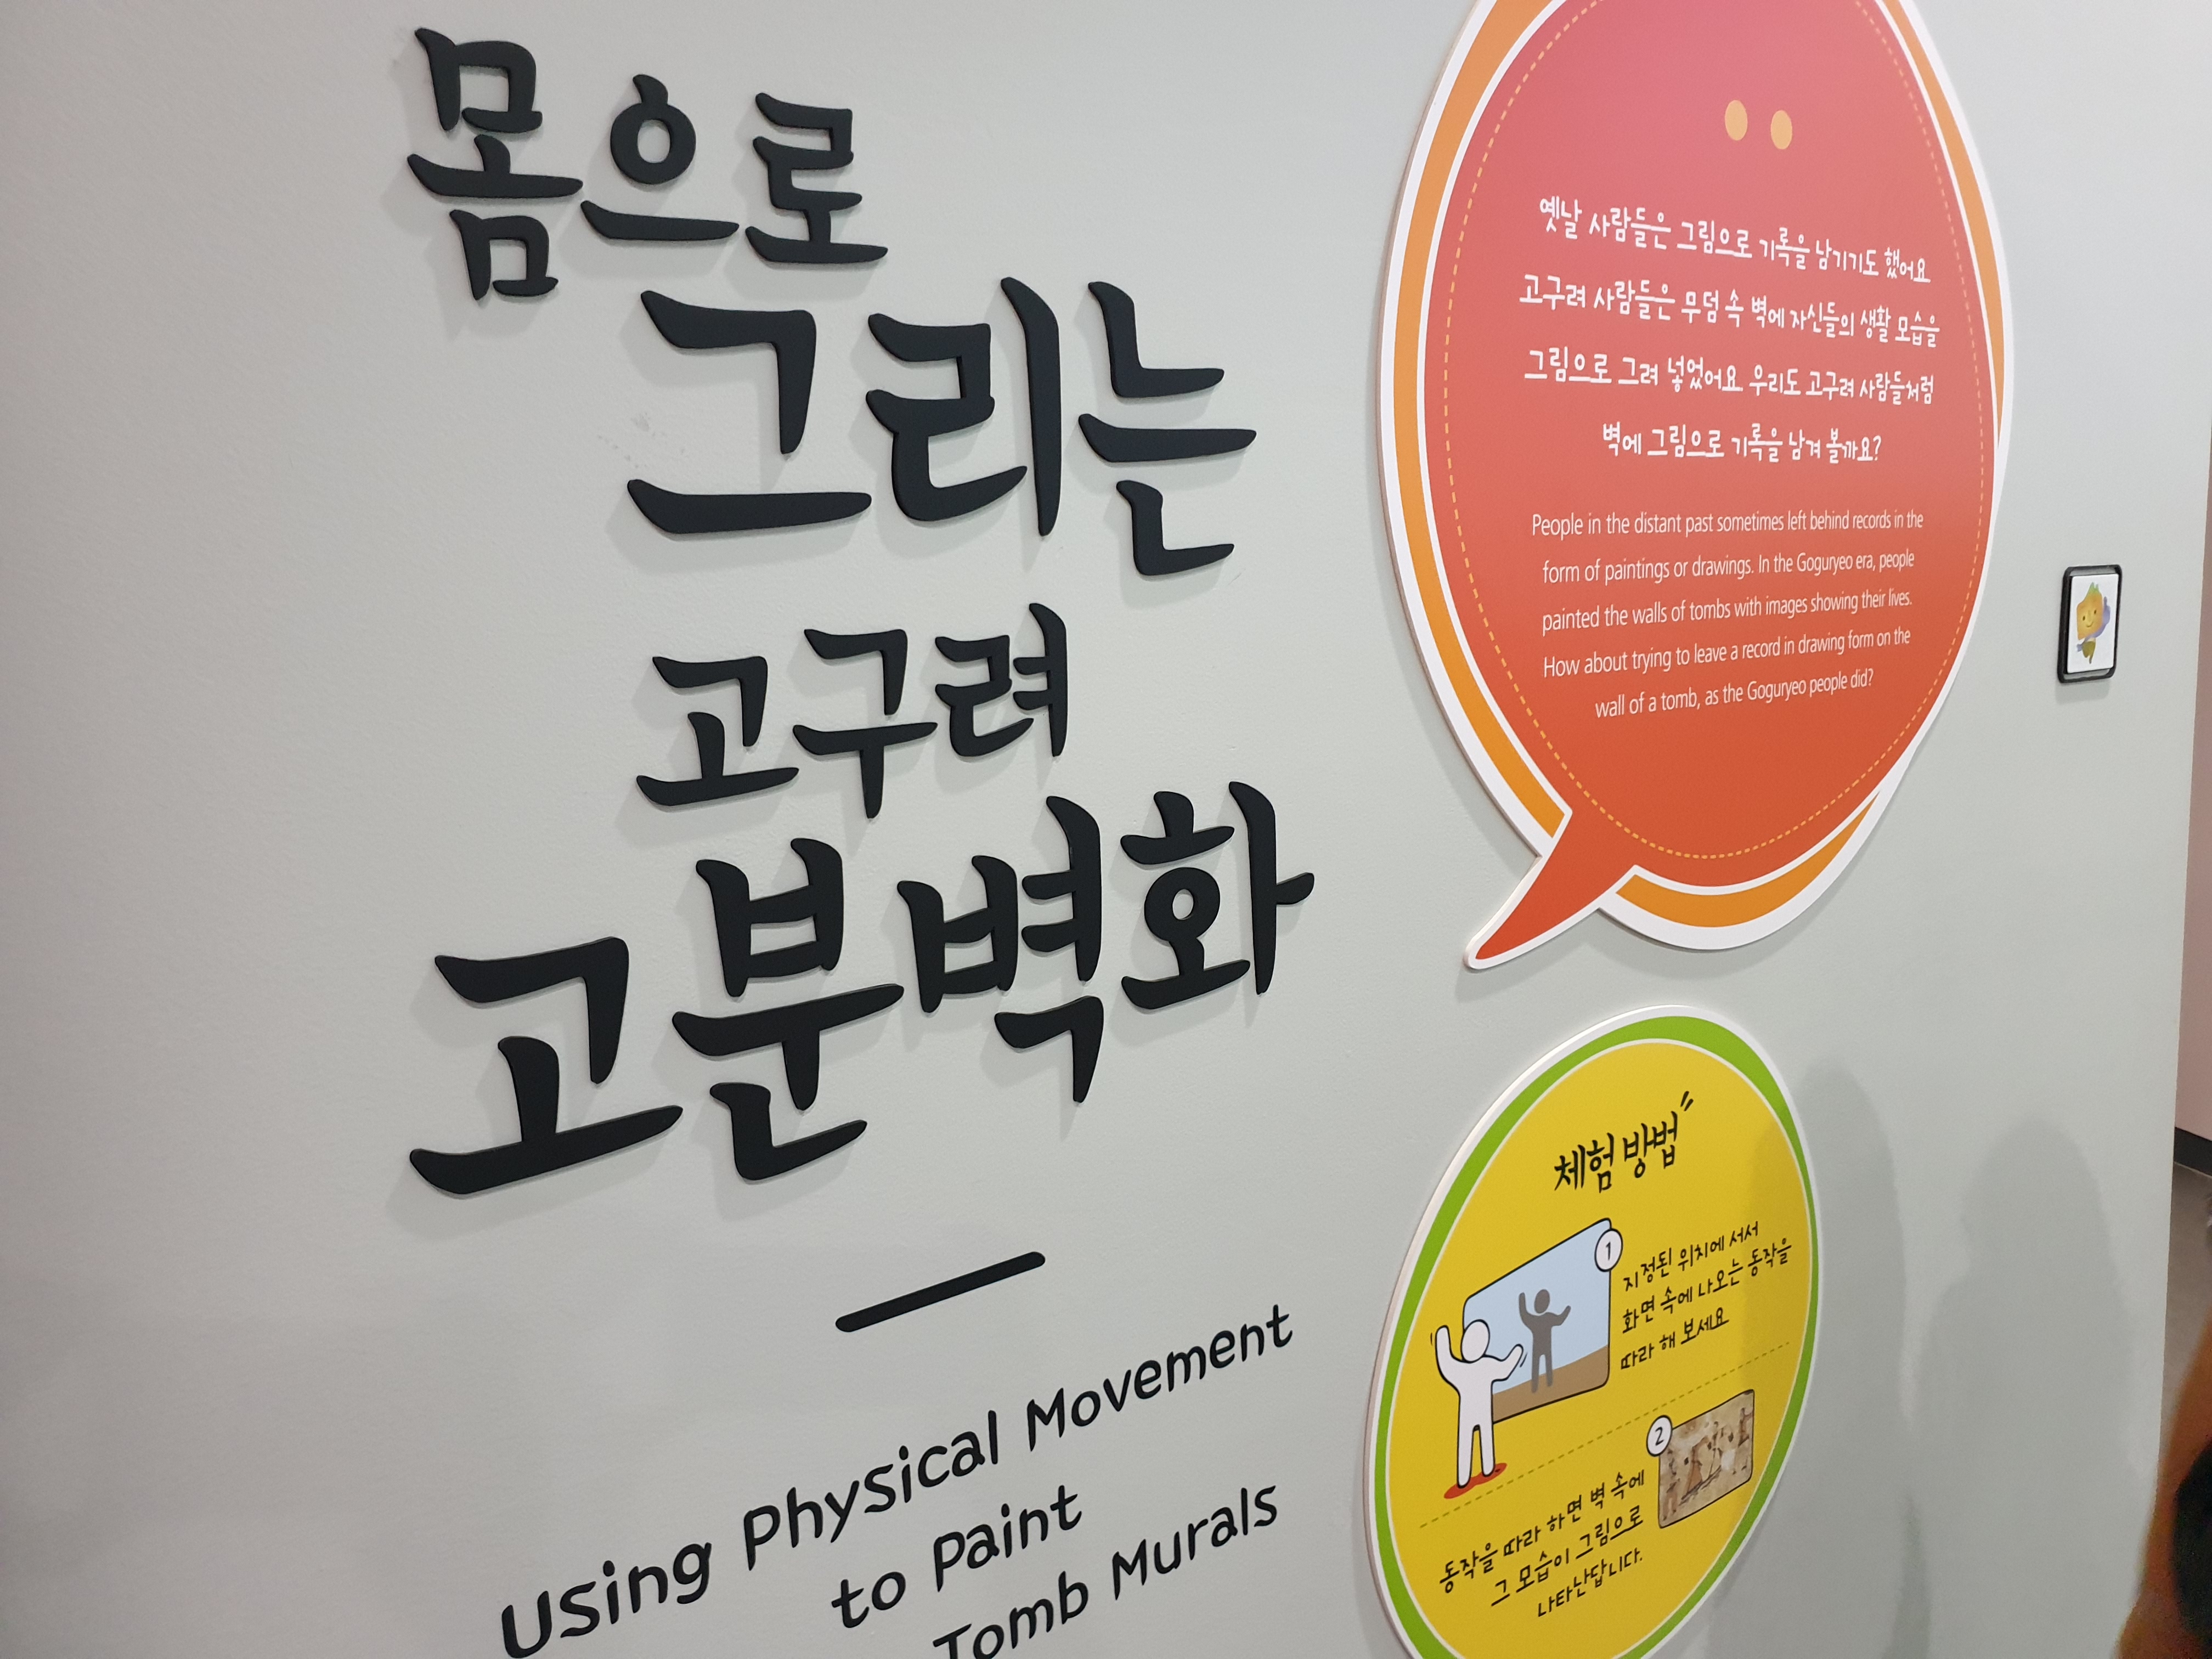 몸으로
그리는
고구려
고분벽화
Using Physical Movement
to Paint
Tomb Murals
옛날 사람들은 그림으로 기록을 남기기도 했어요
고구려 사람들은 무덤 속 벽에 자신들의 생활 모습을
그림으로 그려 넣었어요. 우리도 고구려 사람들처럼
벽에 그림으로 기록을 남겨 볼까요?
People in the distant past sometimes left behind records in the
form of paintings or drawings. In the Goguryeo era, people
painted the walls of tombs with images showing their lives.
How about trying to leave a record in drawing form on the
wall of a tomb, as the Goguryeo people did?
체험 방법
1
지정된 위치에 서서
화면 속에 나오는 동작을
따라 해 보세요
2
동작을 따라 하면 벽 속에
그 모습이 그림으로
나타난답니다.